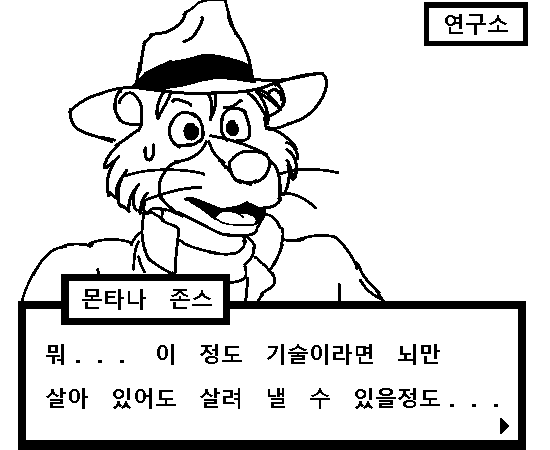 연구소
몬타나 존스
뭐... 이 정도 기술이라면 뇌만
살아 있어도 살려 낼 수 있을정도...